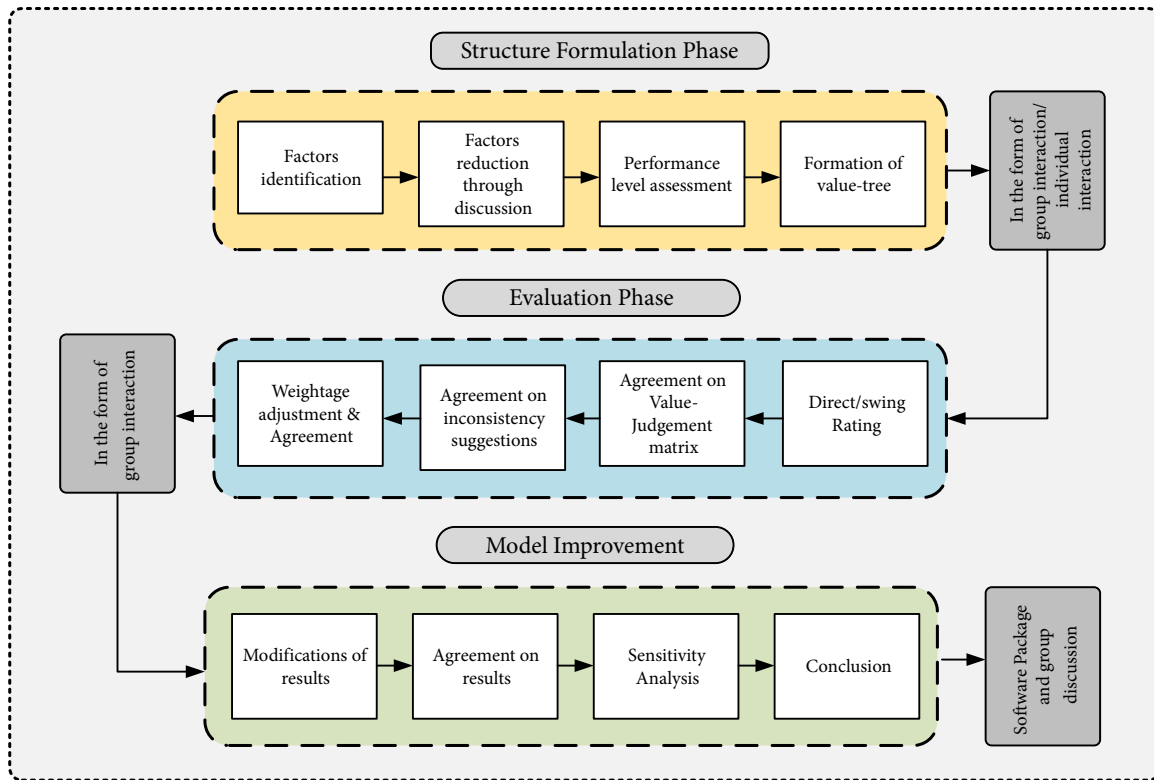 Structure Formulation Phase
Factors
identification
Factors
reduction
through
discussion
Performance
level assessment
Formation of
value-tree
In the form of
group interaction/
individual
interaction
Evaluation Phase
In the form of
group interaction
Weightage
adjustment &
Agreement
Agreement on
inconsistency
suggestions
Agreement on
Value-
Judgement
matrix
Direct/swing
Rating
Model Improvement
Modifications of
results
Agreement on
results
Sensitivity
Analysis
Conclusion
Software Package
and group
discussion